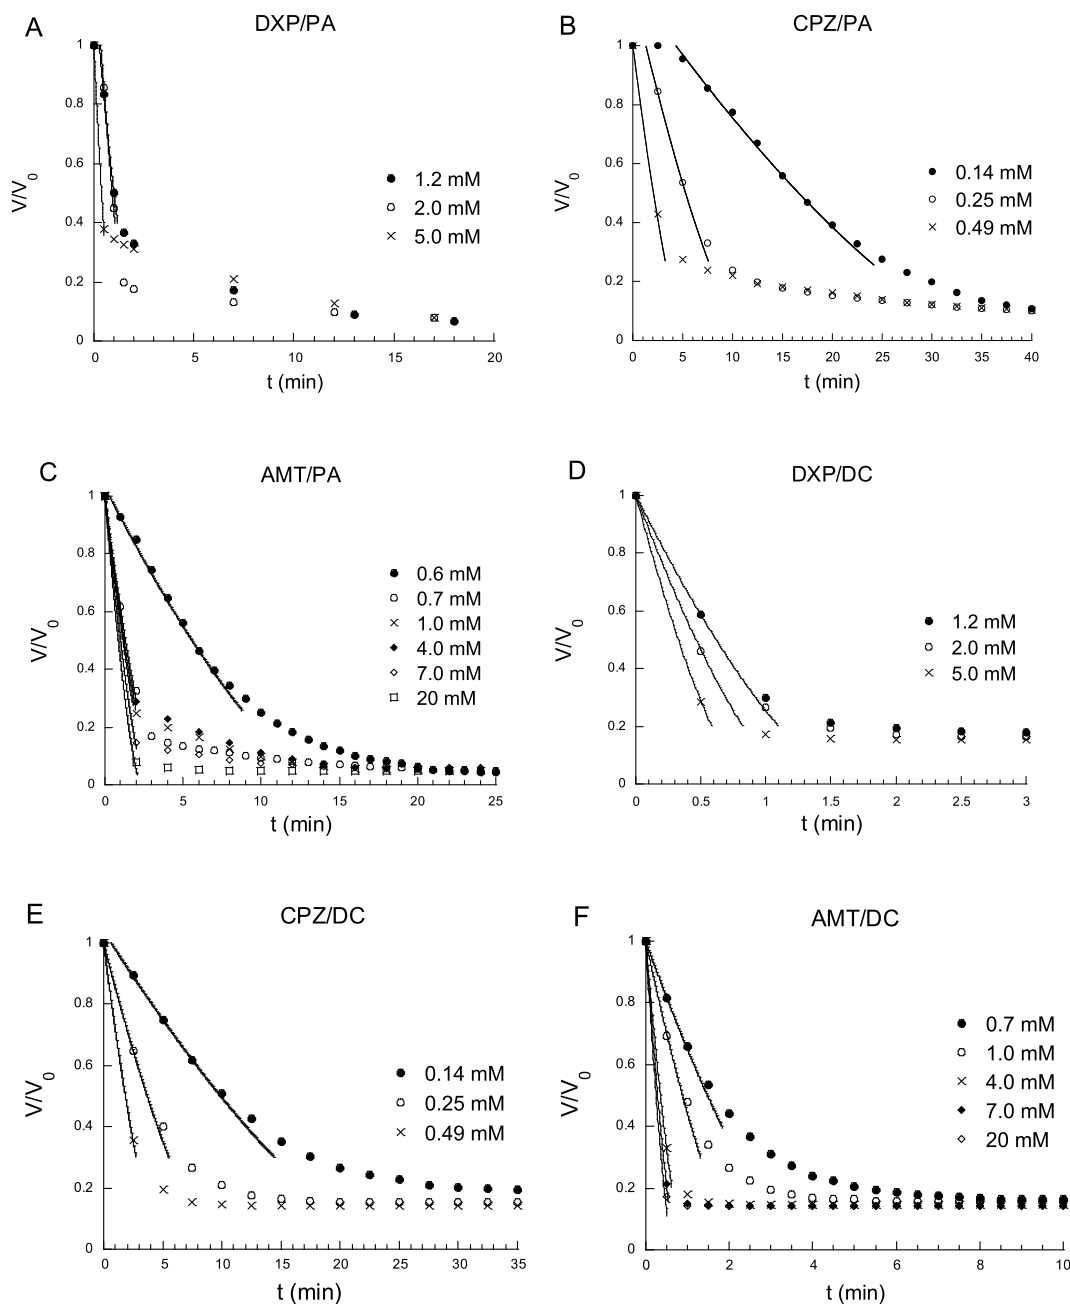 A
DXP/PA
1
0.8
0.6
0.4
0.2
0
V/V0
1.2 mM
2.0 mM
5.0 mM
0 5 10 15 20
t (min)
B
CPZ/PA
1
0.8
0.6
0.4
0.2
0
V/V0
0.14 mM
0.25 mM
0.49 mM
0 5 10 15 20 25 30 35 40
t (min)
C
AMT/PA
1
0.8
0.6
0.4
0.2
0
V/V0
0.6 mM
0.7 mM
1.0 mM
4.0 mM
7.0 mM
20 mM
0 5 10 15 20 25
t (min)
D
DXP/DC
1
0.8
0.6
0.4
0.2
0
V/V0
1.2 mM
2.0 mM
5.0 mM
0 0.5 1 1.5 2 2.5 3
t (min)
E
CPZ/DC
1
0.8
0.6
0.4
0.2
0
V/V0
0.14 mM
0.25 mM
0.49 mM
0 5 10 15 20 25 30 35
t (min)
F
AMT/DC
1
0.8
0.6
0.4
0.2
0
V/V0
0.7 mM
1.0 mM
4.0 mM
7.0 mM
20 mM
0 2 4 6 8 10
t (min)